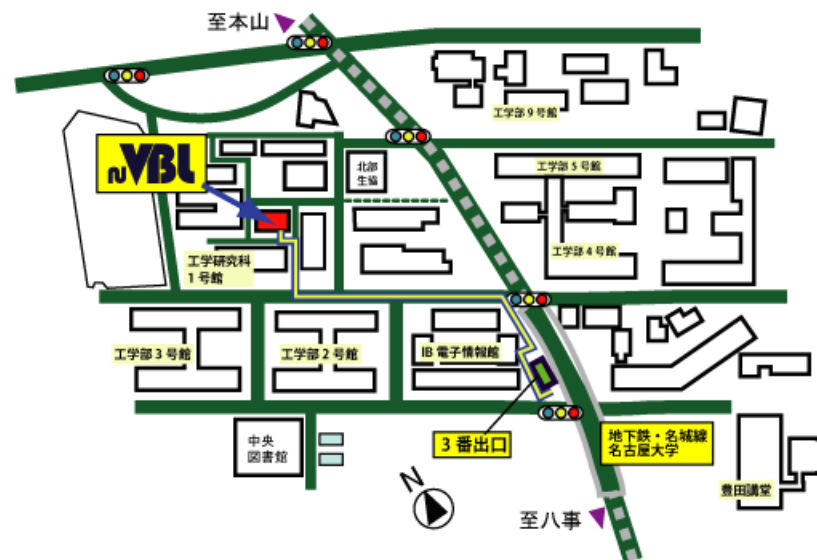 至本山
工学部9号館
NVBL
北部
生協
工学部5号館
工学部4号館
工学研究科
1号館
工学部3号館
工学部2号館
IB電子情報館
3番出口
地下鉄・名城線
名古屋大学
中央
図書館
豊田講堂
N
至八事